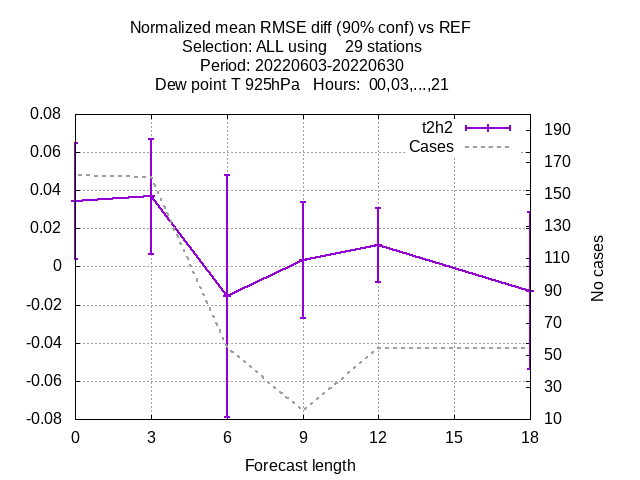 Normalized mean RMSE diff (90% conf) vs REF
Selection: ALL using    29 stations
Period: 20220603-20220630
Dew point T 925hPa   Hours:  00,03,...,21
t2h2
Cases
0.08
0.06
0.04
0.02
0
-0.02
-0.04
-0.06
-0.08
190
170
150
130
110
90
70
50
30
10
No cases
0 3 6 9 12 15 18
Forecast length